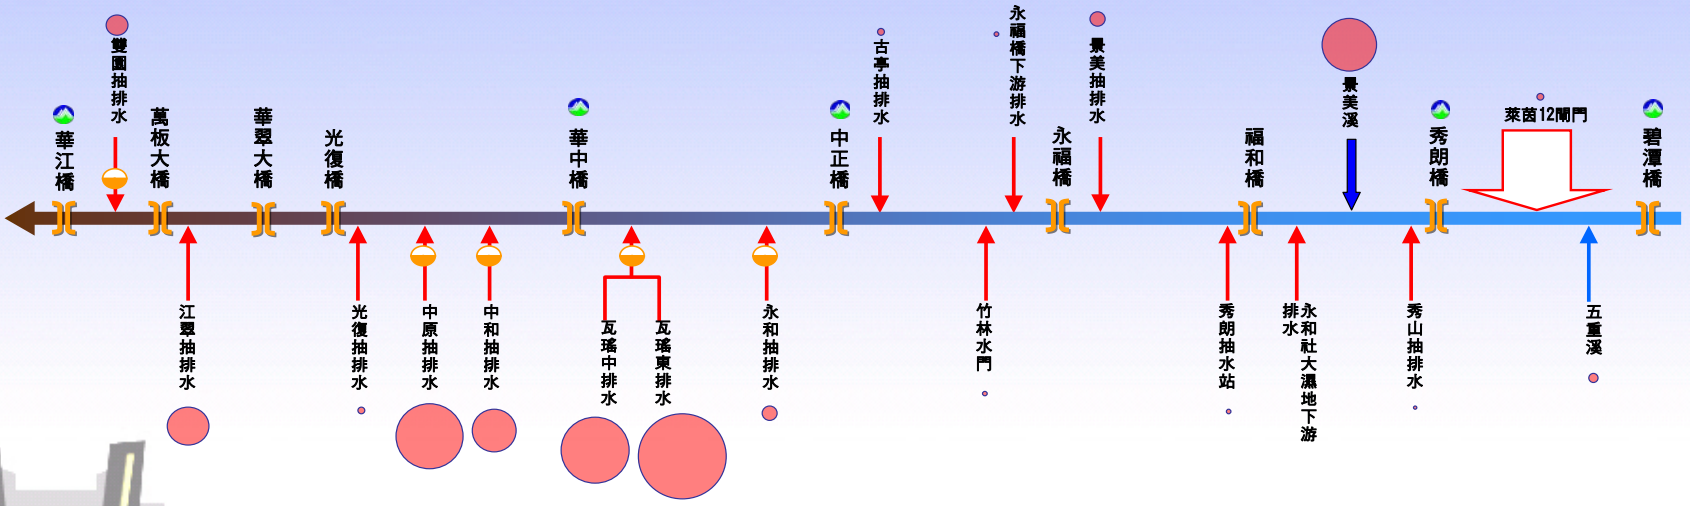 雙園抽排水
古亭抽排水
永福橋下游排水
景美抽排水
景美溪
萊茵12閘門
華江橋
萬板大橋
華翠大橋
光復橋
華中橋
中正橋
永福橋
福和橋
秀朗橋
碧潭橋
江翠抽排水
光復抽排水
中原抽排水
中和抽排水
瓦瑤中排水
瓦瑤東排水
永和抽排水
竹林水門
秀朗抽水站
永和社大濕地下游
排水
秀山抽排水
五重溪